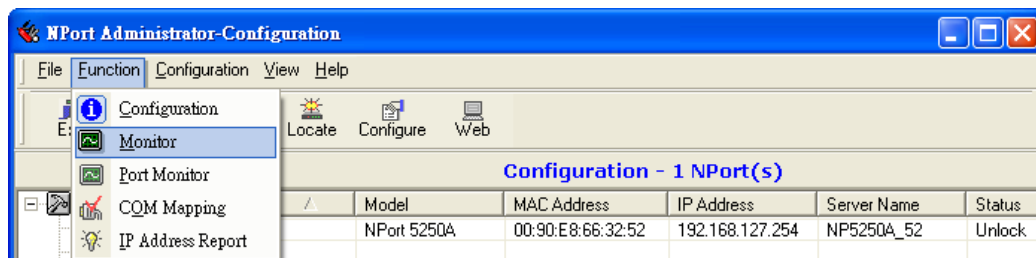 NPort Administrator-Configuration
File Function Configuration View Help
Configuration
Locate Configure Web
Monitor
Configuration - 1 NPort(s)
Port Monitor
COM Mapping
Model MAC Address IP Address Server Name Status
NPort 5250A 00:90:E8:66:32:52 192.168.127.254 NP5250A_52 Unlock
IP Address Report